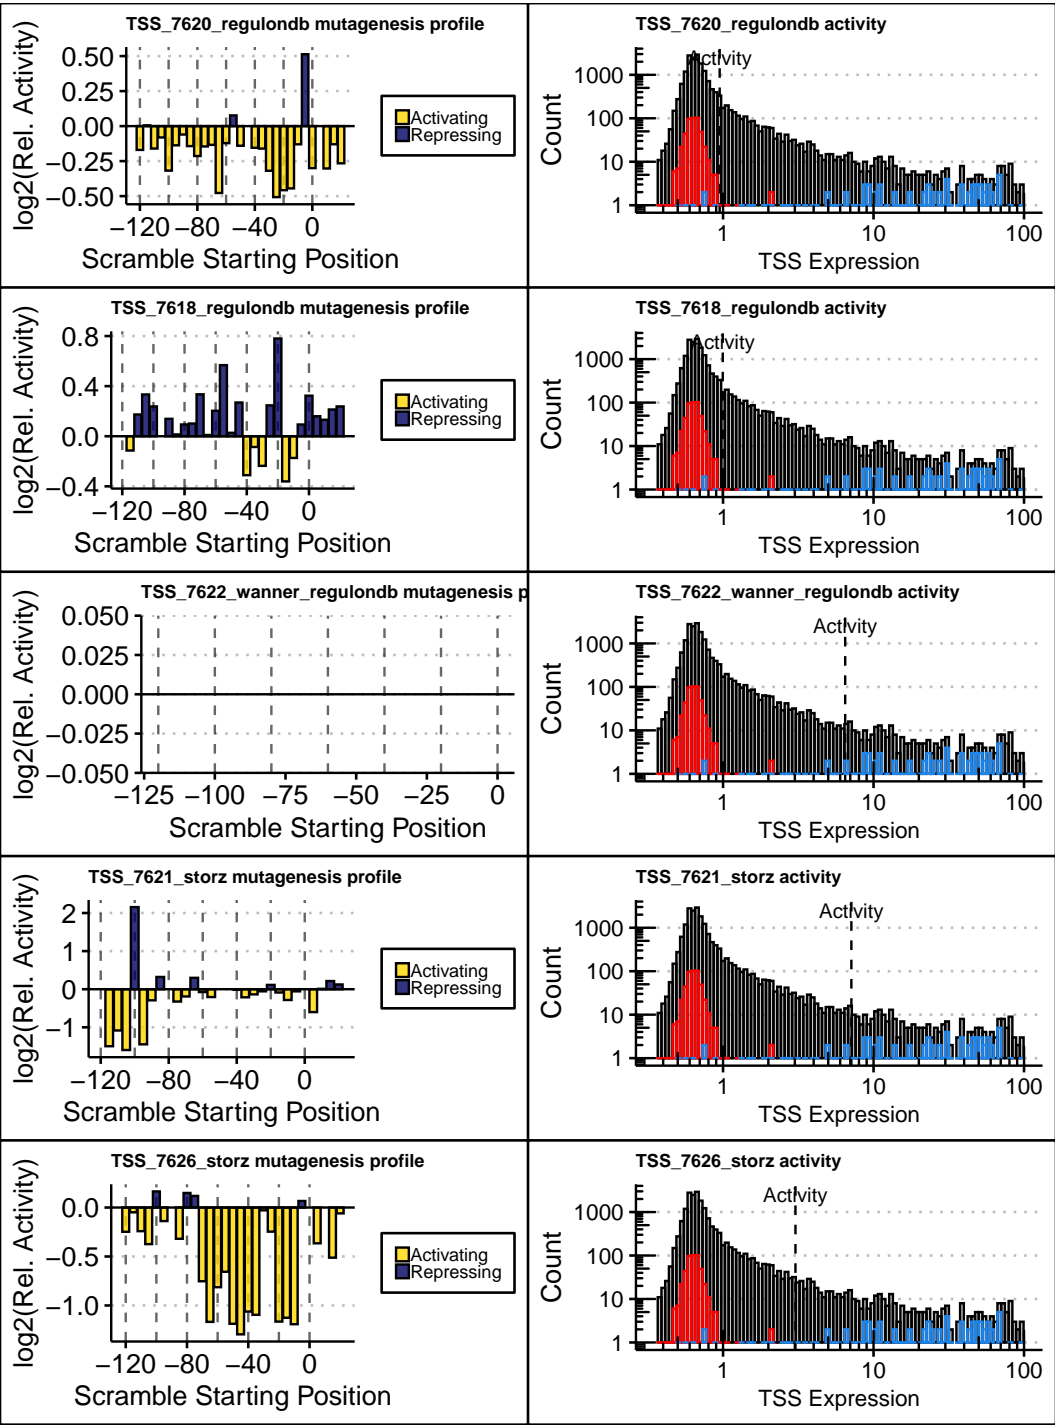 TSS_7620_regulondb mutagenesis profile
log2(Rel. Activity)
0.50
0.25
0.00
−0.25
−0.50
−120 −80 −40 0
Scramble Starting Position
Activating
Repressing
TSS_7620_regulondb activity
Activity
Count
1000
100
10
1
1 10 100
TSS Expression
TSS_7618_regulondb mutagenesis profile
log2(Rel. Activity)
0.8
0.4
0.0
−0.4
−120 −80 −40 0
Scramble Starting Position
Activating
Repressing
TSS_7618_regulondb activity
Activity
Count
1000
100
10
1
1 10 100
TSS Expression
TSS_7622_wanner_regulondb mutagenesis p
log2(Rel. Activity)
0.050
0.025
0.000
−0.025
−0.050
−125 −100 −75 −50 −25 0
Scramble Starting Position
TSS_7622_wanner_regulondb activity
Activity
Count
1000
100
10
1
1 10 100
TSS Expression
TSS_7621_storz mutagenesis profile
log2(Rel. Activity)
2
1
0
−1
−120 −80 −40 0
Scramble Starting Position
Activating
Repressing
TSS_7621_storz activity
Activity
Count
1000
100
10
1
1 10 100
TSS Expression
TSS_7626_storz mutagenesis profile
log2(Rel. Activity)
0.0
−0.5
−1.0
−120 −80 −40 0
Scramble Starting Position
Activating
Repressing
TSS_7626_storz activity
Activity
Count
1000
100
10
1
1 10 100
TSS Expression